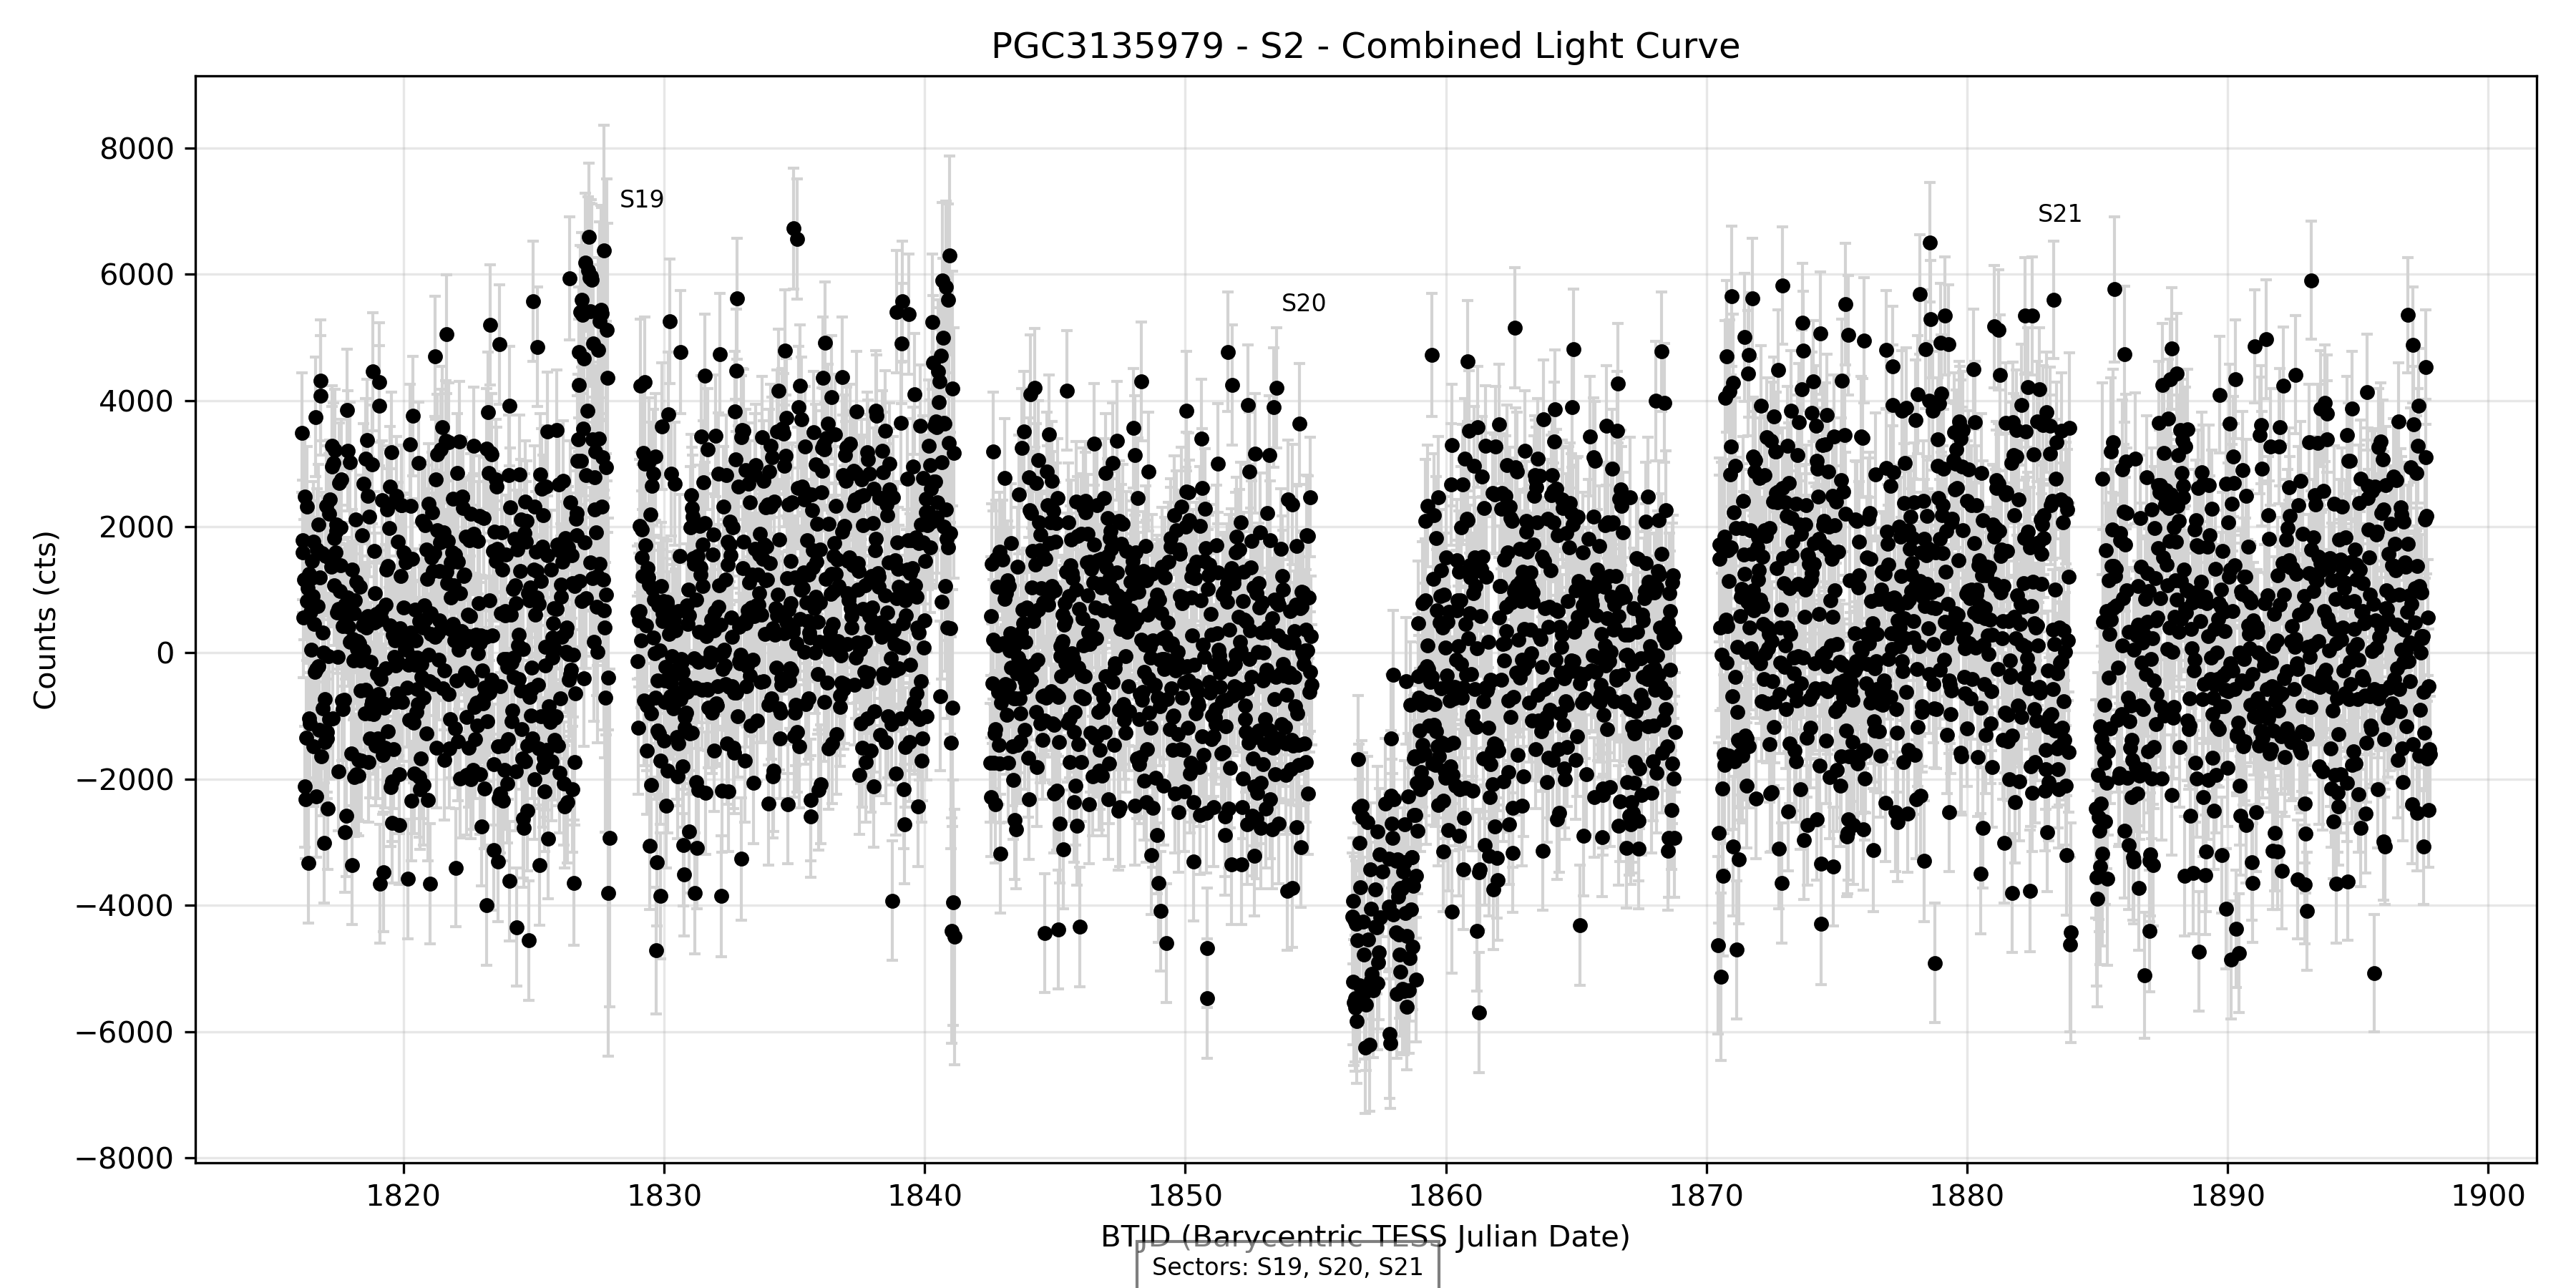 PGC3135979 - S2 - Combined Light Curve
Counts (cts)
8000
6000
4000
2000
0
−2000
−4000
−6000
−8000
S19
S20
S21
1820
1830
1840
1850
1860
1870
1880
1890
1900
BTJD (Barycentric TESS Julian Date)
Sectors: S19, S20, S21